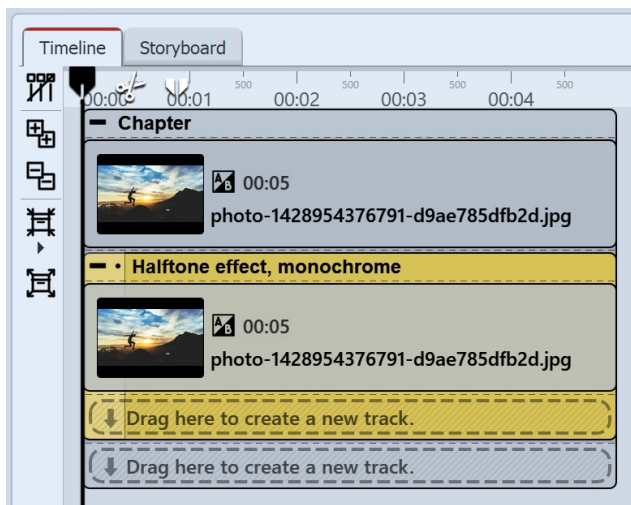 Timeline Storyboard
500 500 500 500
00:00 00:01 00:02 00:03 00:04
Chapter
A B 00:05
photo-1428954376791-d9ae785dfb2d.jpg
Halftone effect, monochrome
A B 00:05
photo-1428954376791-d9ae785dfb2d.jpg
Drag here to create a new track.
Drag here to create a new track.